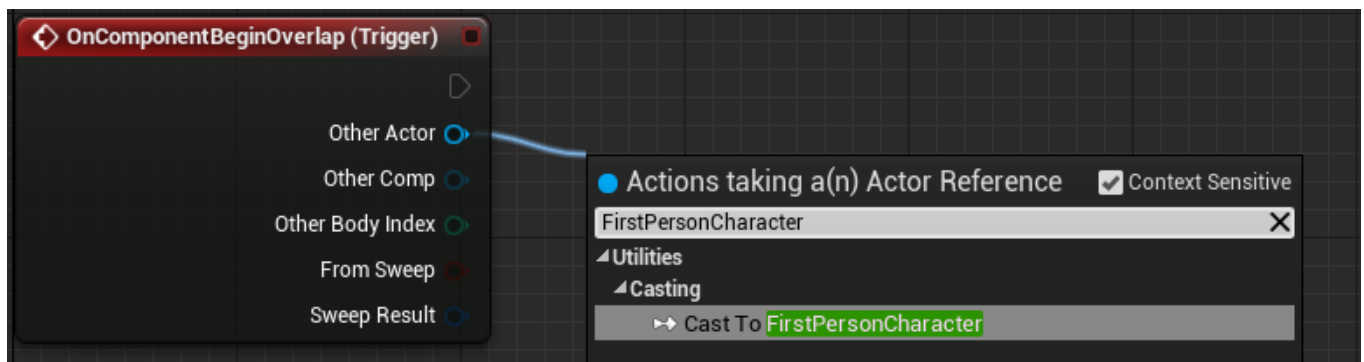 OnComponentBeginOverlap (Trigger)
Other Actor
Other Comp
Other Body Index
From Sweep
Sweep Result
Actions taking a(n) Actor Reference
Context Sensitive
FirstPersonCharacter
Utilities
Casting
Cast To FirstPersonCharacter